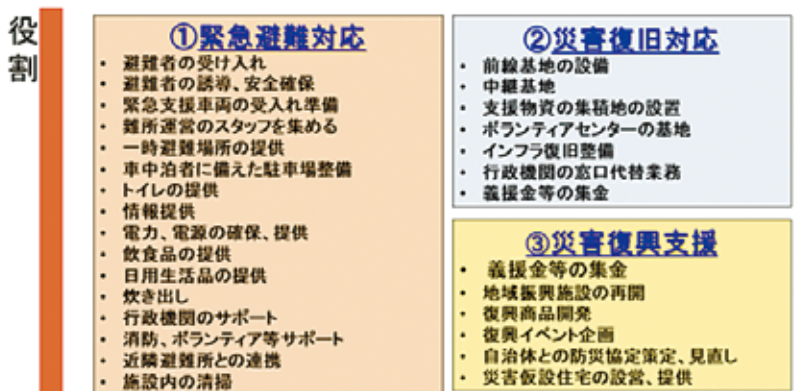 役割
①緊急避難対応
・ 避難者の受け入れ
・ 避難者の誘導、安全確保
・ 緊急支援車両の受入れ準備
・ 難所運営のスタッフを集める
・ 一時避難場所の提供
・ 車中泊者に備えた駐車場整備
・ トイレの提供
・ 情報提供
・ 電力、電源の確保、提供
・ 飲食品の提供
・ 日用生活品の提供
・ 炊き出し
・ 行政機関のサポート
・ 消防、ボランティア等サポート
・ 近隣避難所との連携
・ 施設内の清掃
②災害復旧対応
・ 前線基地の設備
・ 中継基地
・ 支援物資の集積地の設置
・ ボランティアセンターの基地
・ インフラ復旧整備
・ 行政機関の窓口代替業務
・ 義援金等の集金
③災害復興支援
・ 義援金等の集金
・ 地域振興施設の再開
・ 復興商品開発
・ 復興イベント企画
・ 自治体との防災協定策定、見直し
・ 災害仮設住宅の設営、提供